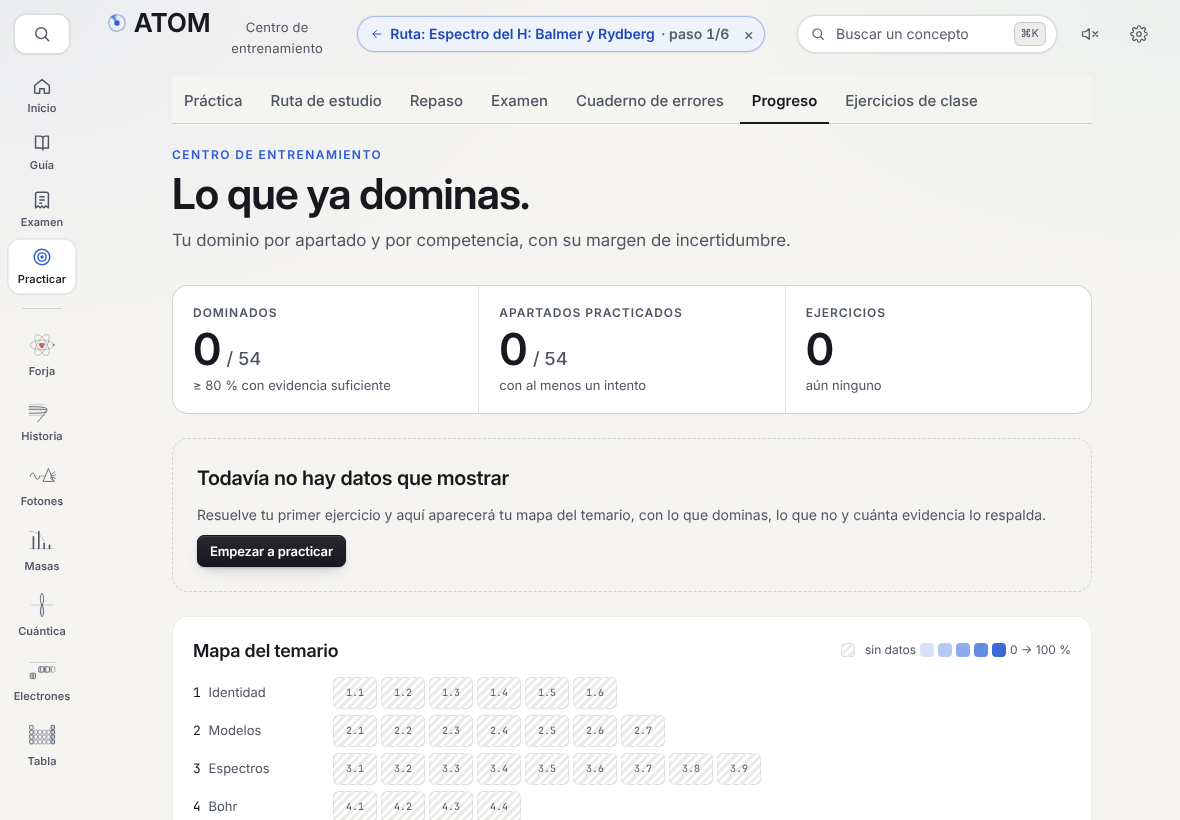 ATOM
Centro de
entrenamiento
← Ruta: Espectro del H: Balmer y Rydberg · paso 1/6 ×
Buscar un concepto ⌘K
Inicio
Guía
Examen
Practicar
Forja
Historia
Fotones
Masas
Cuántica
Electrones
Tabla
Práctica Ruta de estudio Repaso Examen Cuaderno de errores Progreso Ejercicios de clase
CENTRO DE ENTRENAMIENTO
Lo que ya dominas.
Tu dominio por apartado y por competencia, con su margen de incertidumbre.
DOMINADOS
0 / 54
≥ 80 % con evidencia suficiente
APARTADOS PRACTICADOS
0 / 54
con al menos un intento
EJERCICIOS
0
aún ninguno
Todavía no hay datos que mostrar
Resuelve tu primer ejercicio y aquí aparecerá tu mapa del temario, con lo que dominas, lo que no y cuánta evidencia lo respalda.
Empezar a practicar
Mapa del temario
sin datos 0 → 100 %
1 Identidad 1.1 1.2 1.3 1.4 1.5 1.6
2 Modelos 2.1 2.2 2.3 2.4 2.5 2.6 2.7
3 Espectros 3.1 3.2 3.3 3.4 3.5 3.6 3.7 3.8 3.9
4 Bohr 4.1 4.2 4.3 4.4